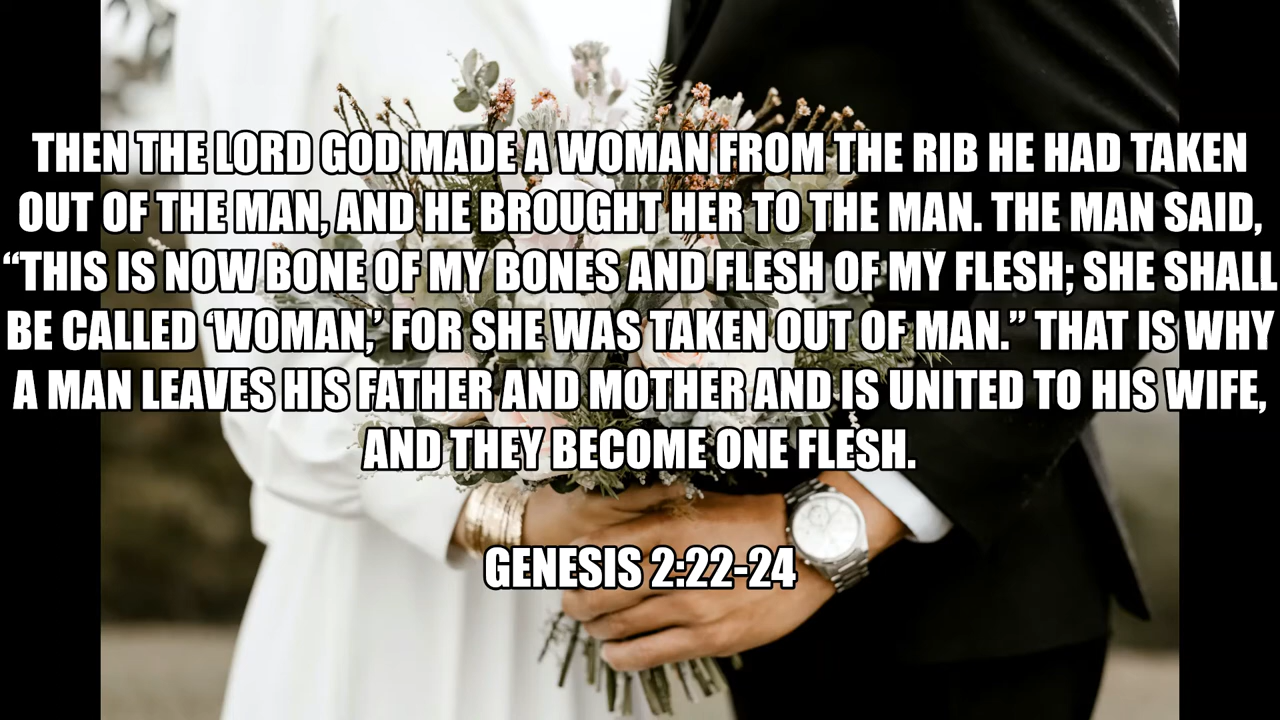 THEN THE LORD GOD MADE A WOMAN FROM THE RIB HE HAD TAKEN
OUT OF THE MAN, AND HE BROUGHT HER TO THE MAN. THE MAN SAID,
“THIS IS NOW BONE OF MY BONES AND FLESH OF MY FLESH; SHE SHALL
BE CALLED ‘WOMAN,’ FOR SHE WAS TAKEN OUT OF MAN.” THAT IS WHY
A MAN LEAVES HIS FATHER AND MOTHER AND IS UNITED TO HIS WIFE,
AND THEY BECOME ONE FLESH.
GENESIS 2:22-24